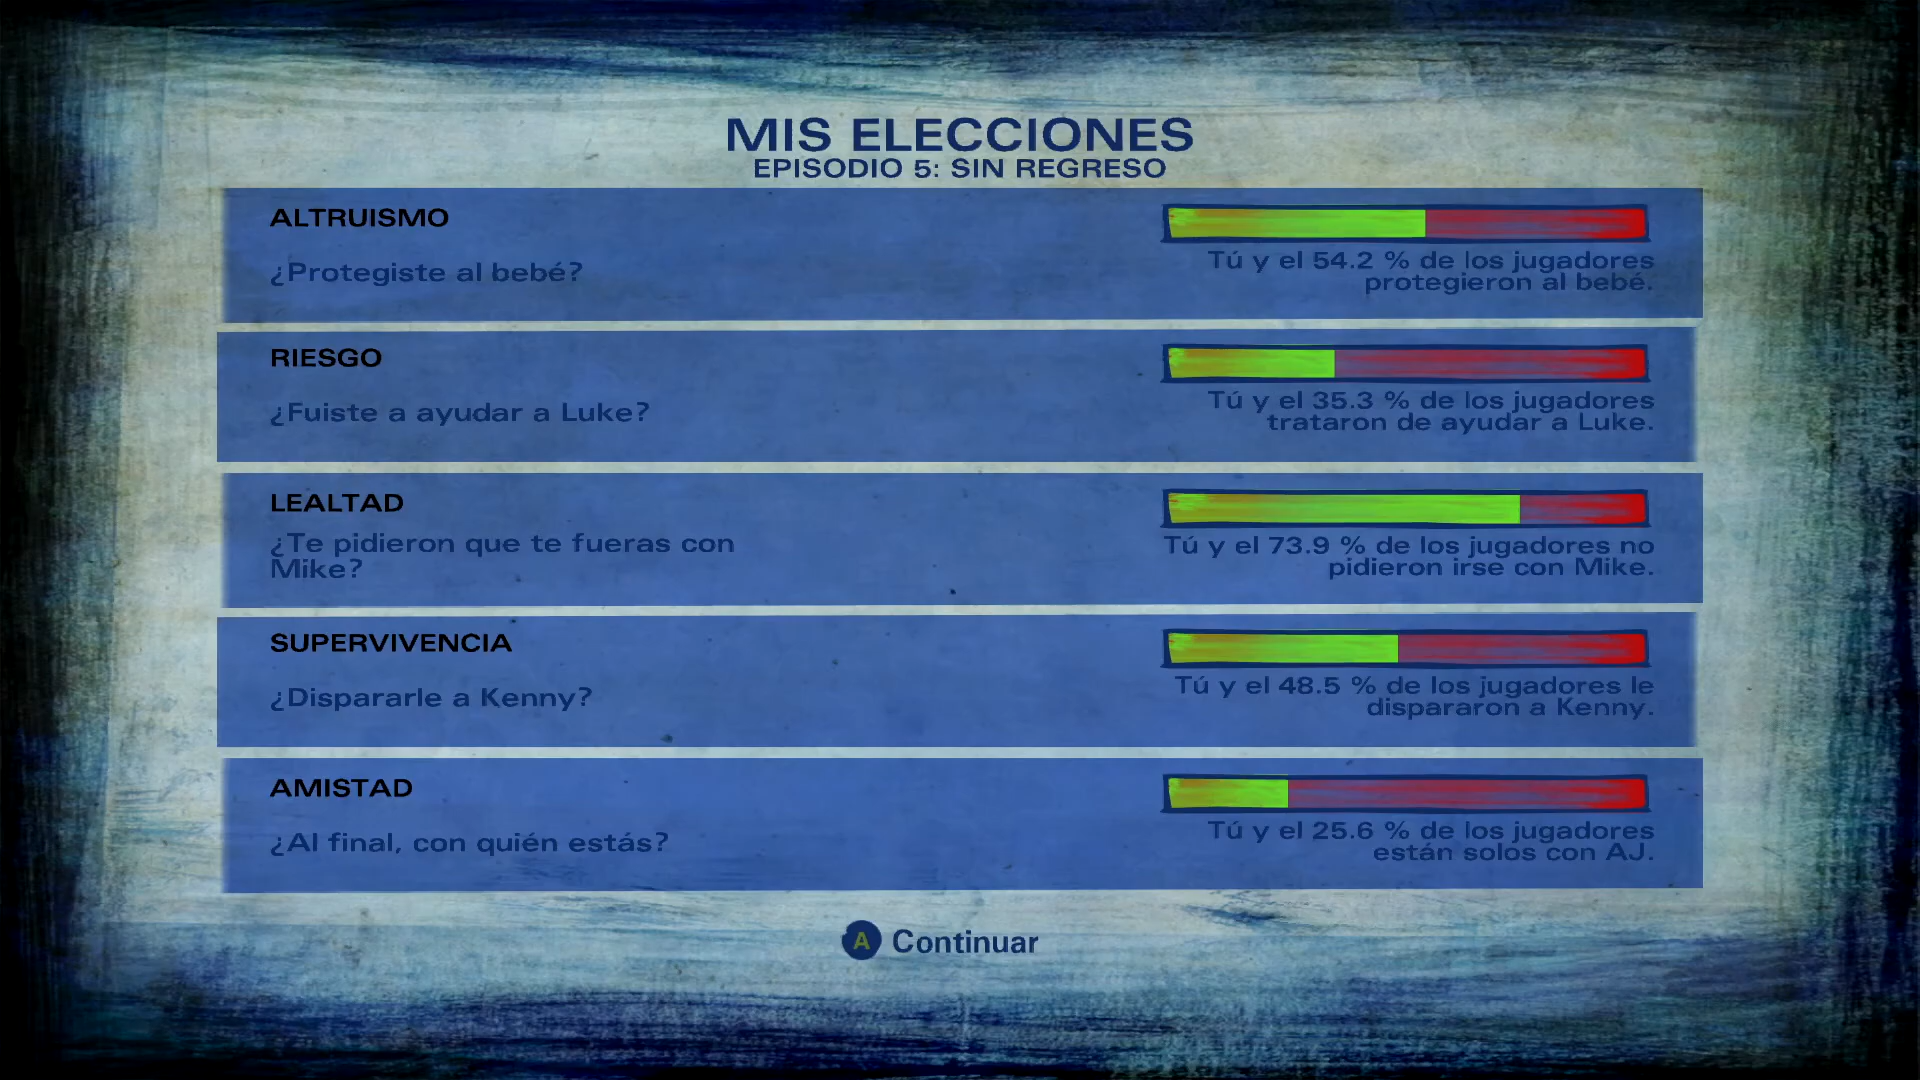 MIS ELECCIONES
EPISODIO 5: SIN REGRESO
ALTRUISMO
¿Protegiste al bebé?
Tú y el 54.2 % de los jugadores
protegieron al bebé.
RIESGO
¿Fuiste a ayudar a Luke?
Tú y el 35.3 % de los jugadores
trataron de ayudar a Luke.
LEALTAD
¿Te pidieron que te fueras con
Mike?
Tú y el 73.9 % de los jugadores no
pidieron irse con Mike.
SUPERVIVENCIA
¿Dispararle a Kenny?
Tú y el 48.5 % de los jugadores le
dispararon a Kenny.
AMISTAD
¿Al final, con quién estás?
Tú y el 25.6 % de los jugadores
están solos con AJ.
A Continuar